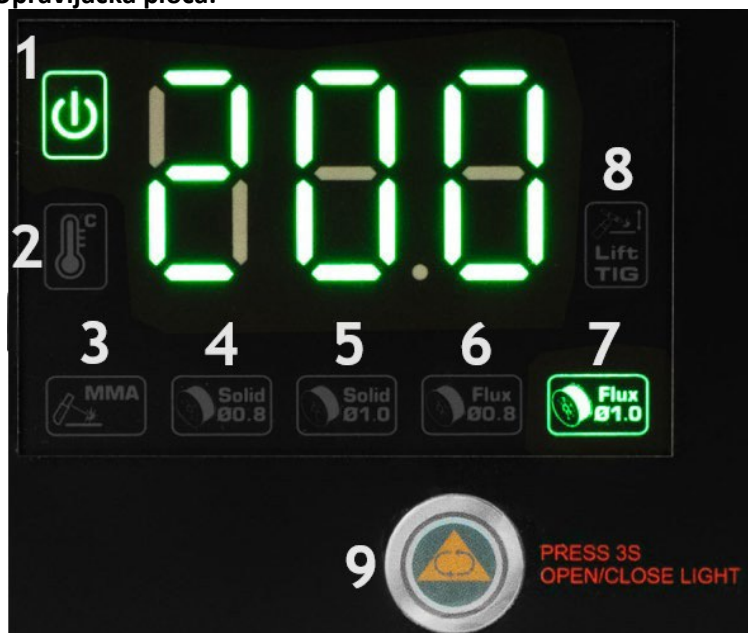 Upravljačka ploča:
1
200
8
°C
2
Lift
TIG
3 4 5 6 7
MMA
Solid
Ø0.8
Solid
Ø1.0
Flux
Ø0.8
Flux
Ø1.0
9
PRESS 3S
OPEN/CLOSE LIGHT